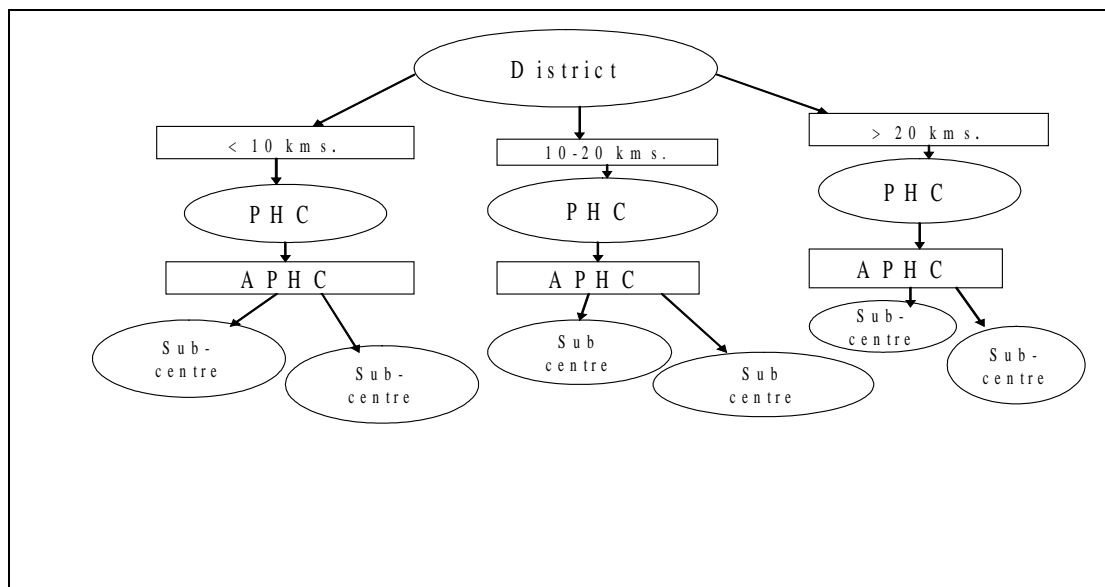 District
< 10 kms.
10-20 kms.
> 20 kms.
PHC
PHC
PHC
APHC
APHC
APHC
Sub-
centre
Sub-
centre
Sub
centre
Sub
centre
Sub-
centre
Sub-
centre